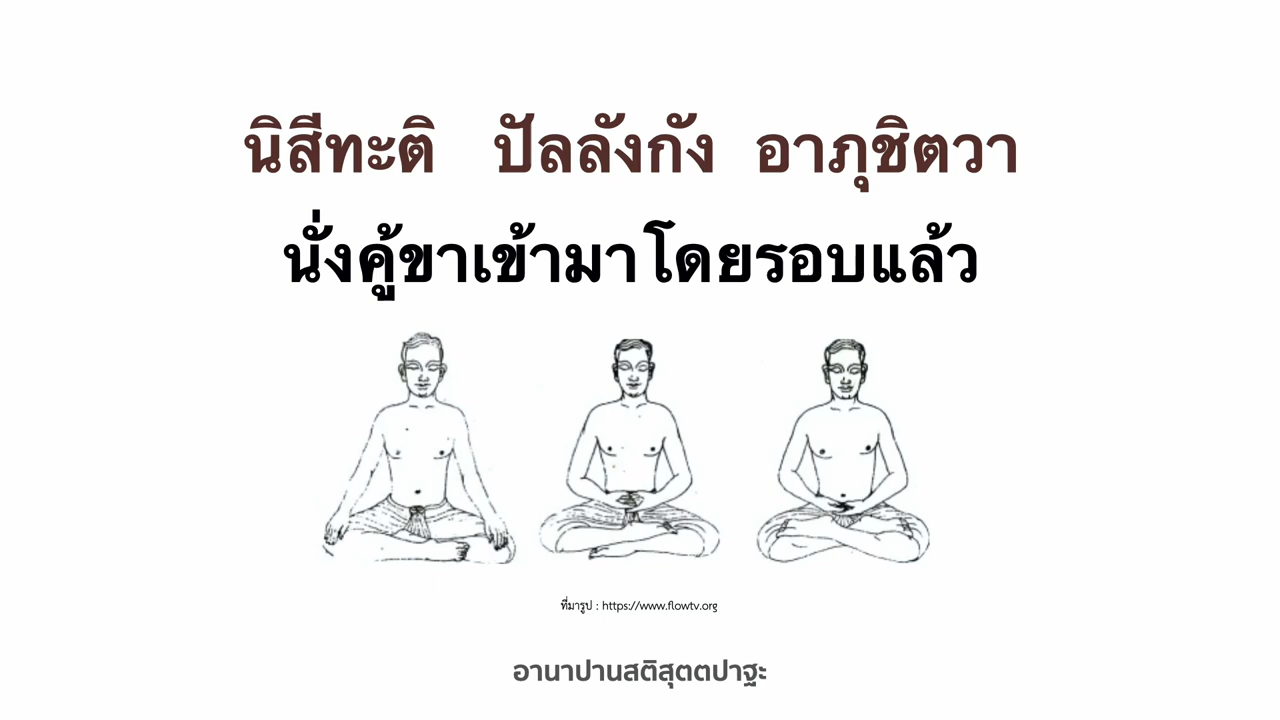 นิสีทะติ ปัลลังกัง อาภุชิตวา
นั่งคู้ขาเข้ามาโดยรอบแล้ว
ที่มารูป : https://www.flowtv.org
อานาปานสติสุตตปาฐะ